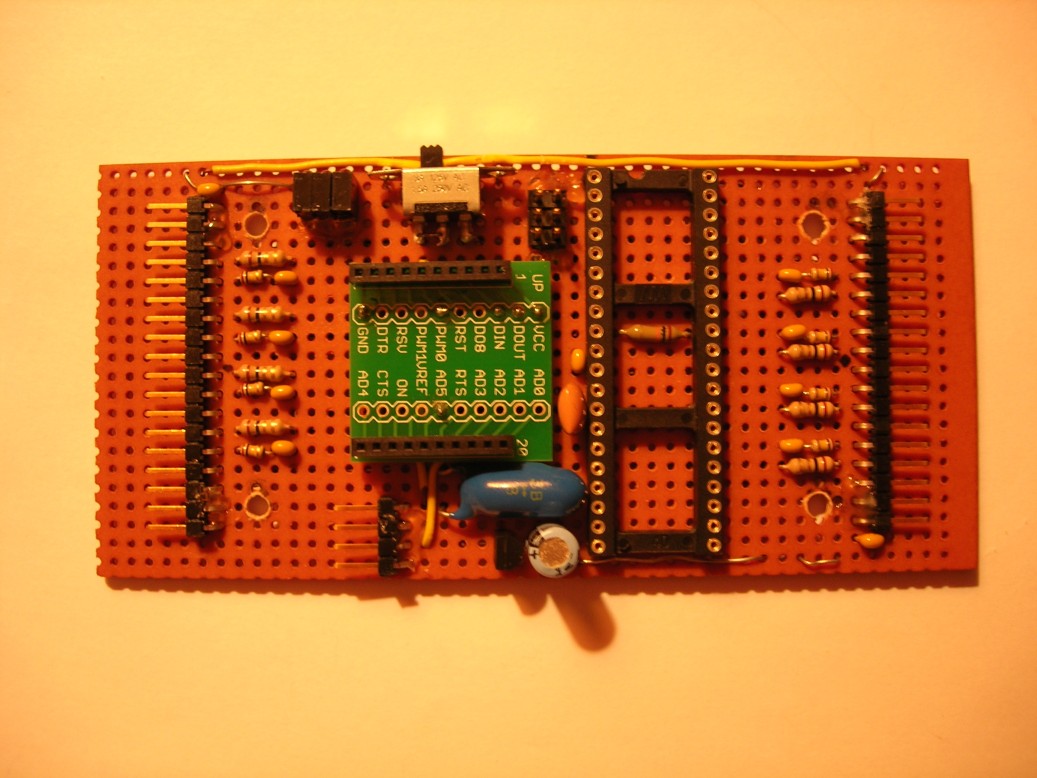 UP VCC AD0
1 DOUT AD1 20
DIN AD2
DO8 AD3
RST RTS
PWM0 AD5
PWM1 VREF
RSV ON
DTR CTS
GND AD4